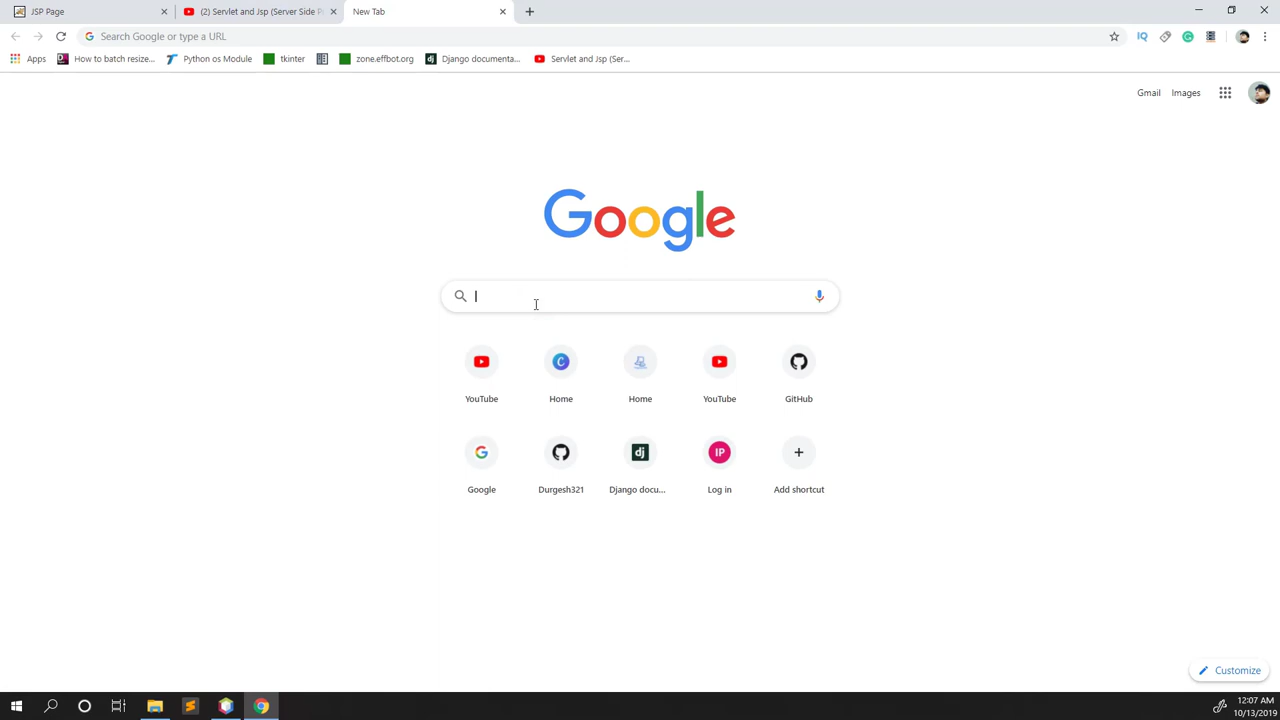 JSP Page
(2) Servlet and Jsp (Server Side P
New Tab
Search Google or type a URL
Apps
How to batch resize...
Python os Module
tkinter
zone.effbot.org
Django documenta...
Servlet and Jsp (Ser...
Gmail
Images
Google
YouTube
Home
Home
YouTube
GitHub
Google
Durgesh321
Django docu...
IP
Log in
Add shortcut
Customize
12:07 AM
10/13/2019